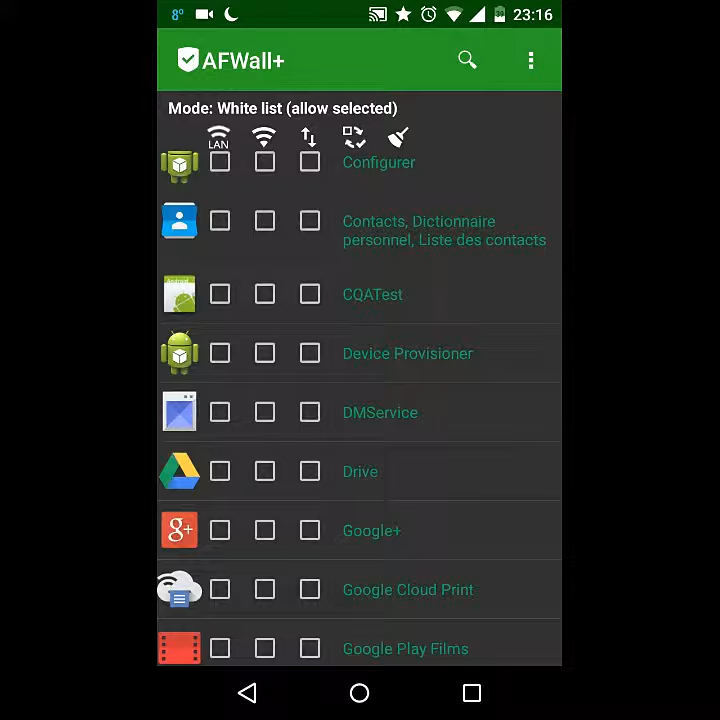 8° 23:16
AFWall+
Mode: White list (allow selected)
LAN
Configurer
Contacts, Dictionnaire
personnel, Liste des contacts
CQATest
Device Provisioner
DMService
Drive
g+ Google+
Google Cloud Print
Google Play Films